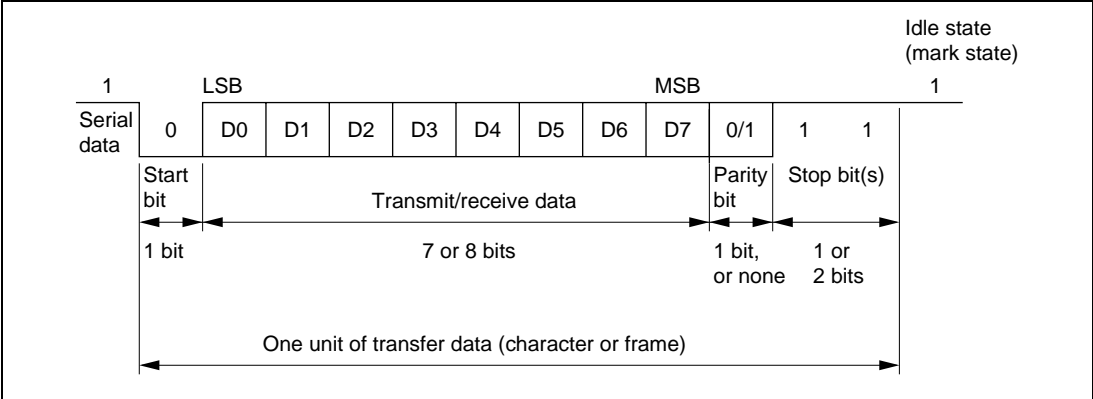 Idle state
(mark state)
1 LSB MSB 1
Serial
data
0 D0 D1 D2 D3 D4 D5 D6 D7 0/1 1 1
Start
bit
Transmit/receive data
Parity
bit
Stop bit(s)
1 bit
7 or 8 bits
1 bit,
or none
1 or
2 bits
One unit of transfer data (character or frame)